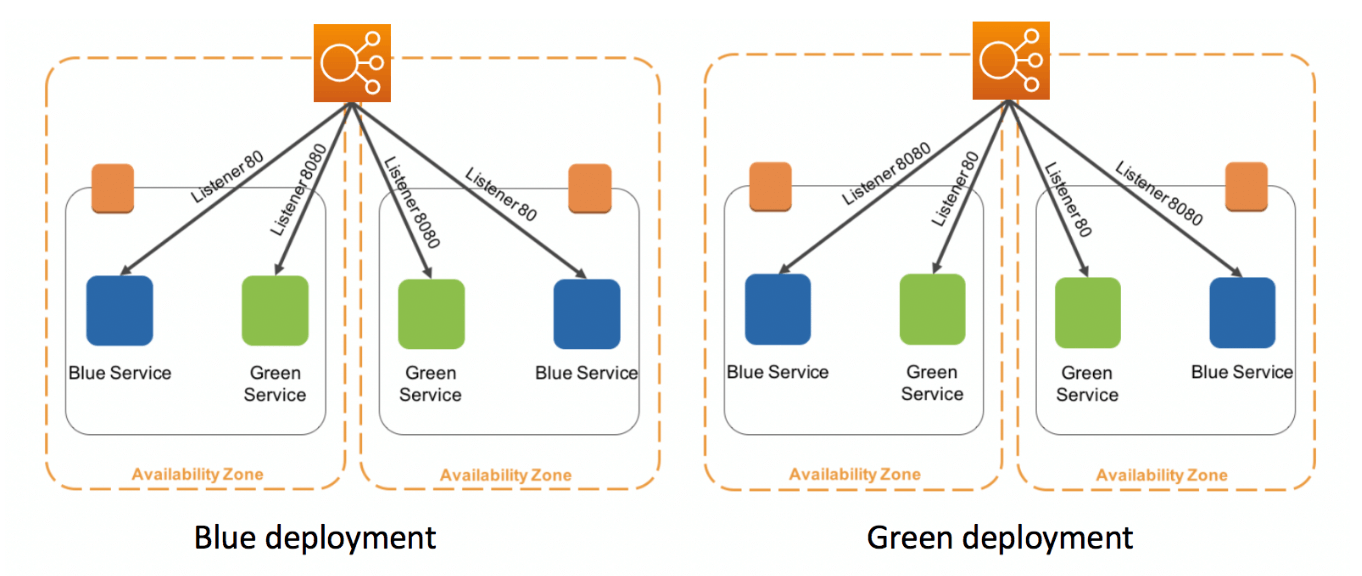 Listener 80
Listener 8080
Listener 8080
Listener 80
Blue Service
Green
Service
Green
Service
Blue Service
Availability Zone
Availability Zone
Blue deployment
Listener 8080
Listener 80
Listener 80
Listener 8080
Blue Service
Green
Service
Green
Service
Blue Service
Availability Zone
Availability Zone
Green deployment